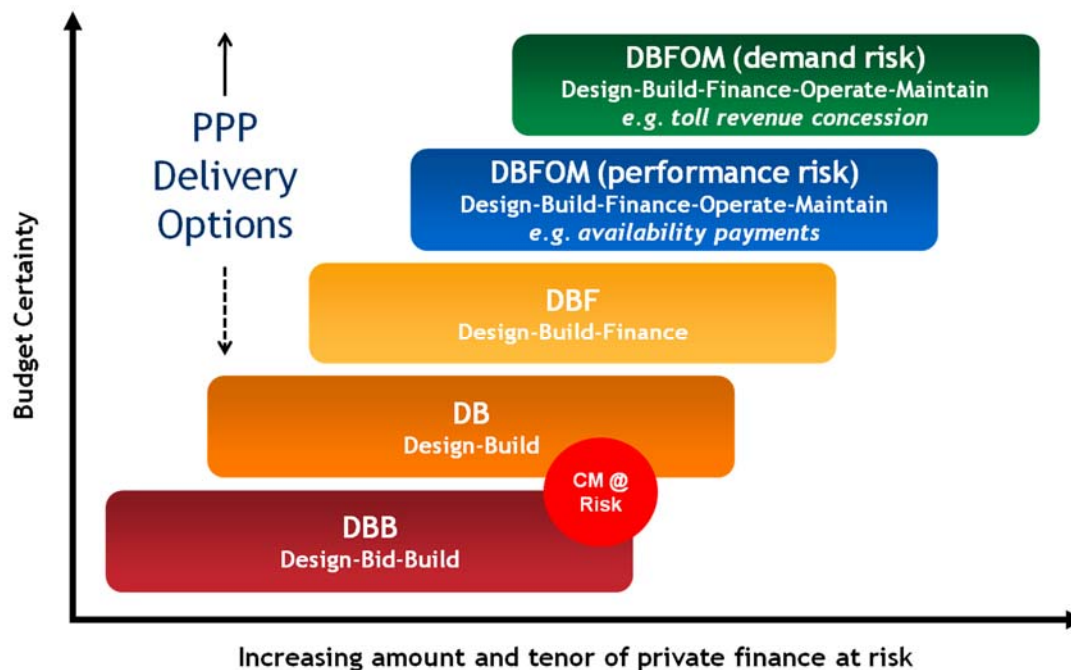 DBFOM (demand risk)
Design-Build-Finance-Operate-Maintain
e.g. toll revenue concession
PPP
Delivery
Options
DBFOM (performance risk)
Design-Build-Finance-Operate-Maintain
e.g. availability payments
DBF
Design-Build-Finance
DB
Design-Build
CM @
Risk
DBB
Design-Bid-Build
Budget Certainty
Increasing amount and tenor of private finance at risk